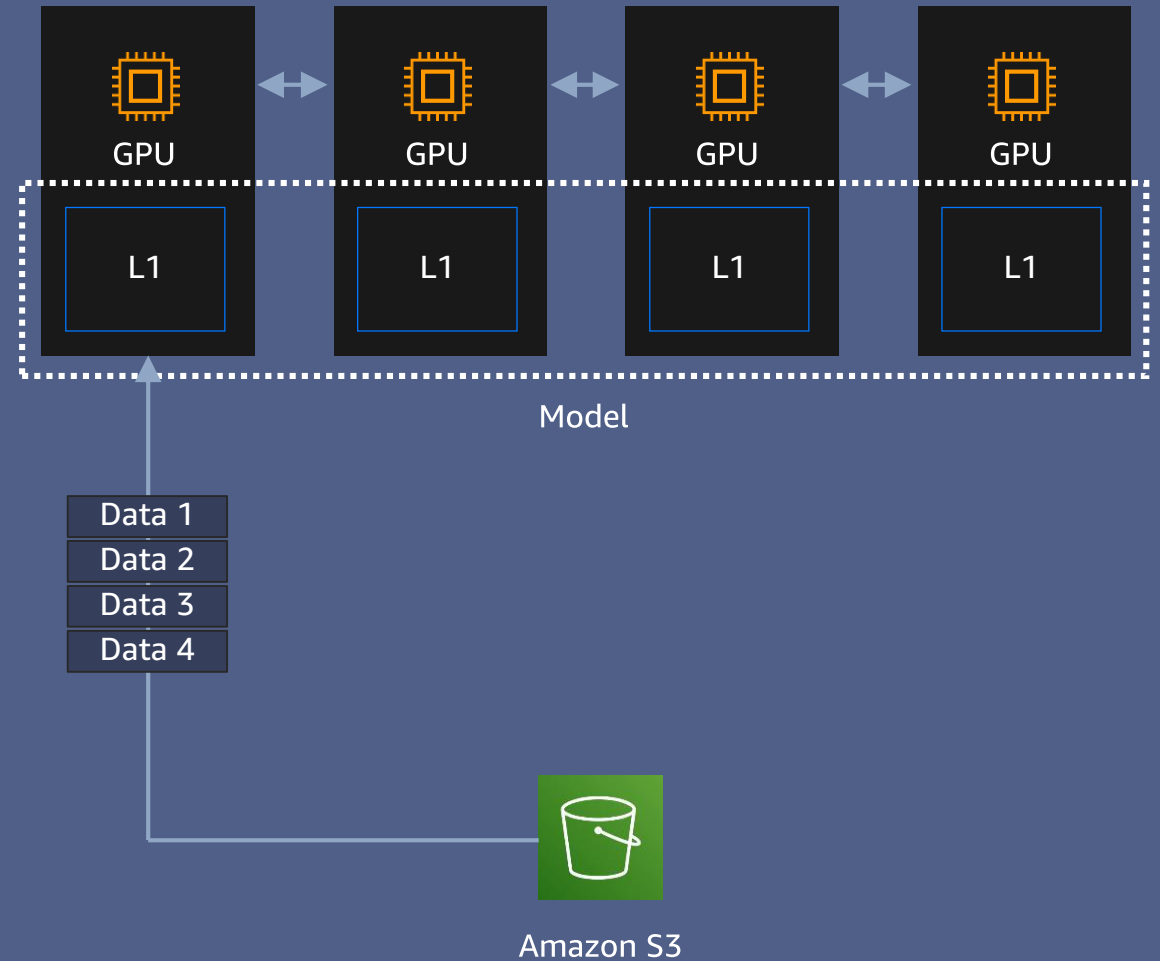 GPU
GPU
GPU
GPU
L1
L1
L1
L1
Model
Data 1
Data 2
Data 3
Data 4
Amazon S3